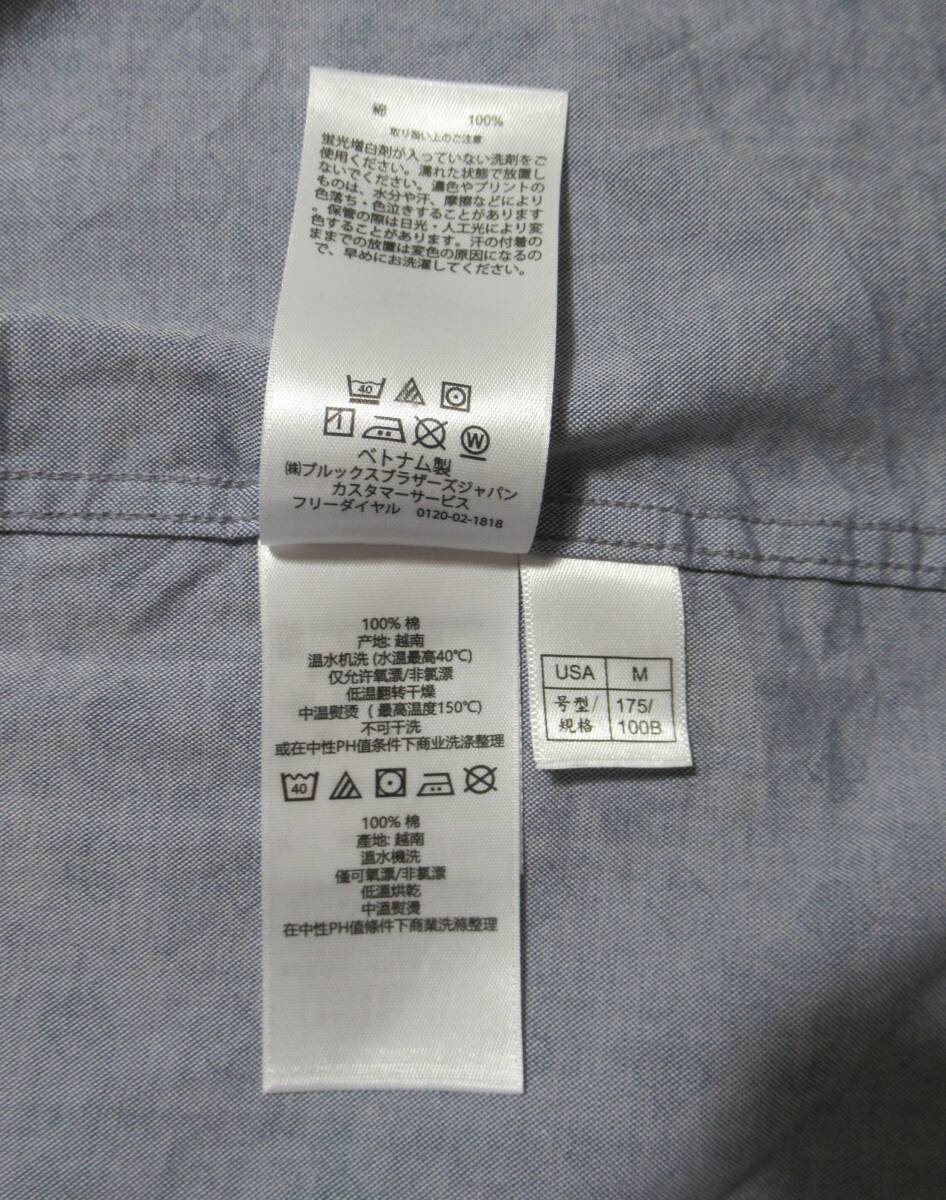 綿 100%
取り扱い上のご注意
蛍光増白剤が入っていない洗剤をご
使用ください。濡れた状態で放置し
ないでください。濃色やプリントの
ものは、水分や汗、摩擦などにより
色落ち・色泣きすることがあります
。保管の際は日光・人工光により変
色することがあります。汗の付着の
ままでの放置は変色の原因になるの
で、早めにお洗濯してください。
40
W
ベトナム製
㈱ブルックスブラザーズジャパン
カスタマーサービス
フリーダイヤル 0120-02-1818
100% 棉
产地: 越南
温水机洗 (水温最高40℃)
仅允许氧漂/非氯漂
低温翻转干燥
中温熨烫 ( 最高温度150℃)
不可干洗
或在中性PH值条件下商业洗涤整理
40
100% 棉
產地: 越南
溫水機洗
僅可氧漂/非氯漂
低溫烘乾
中溫熨燙
在中性PH值條件下商業洗滌整理
USA M
号型/ 175/
規格 100B